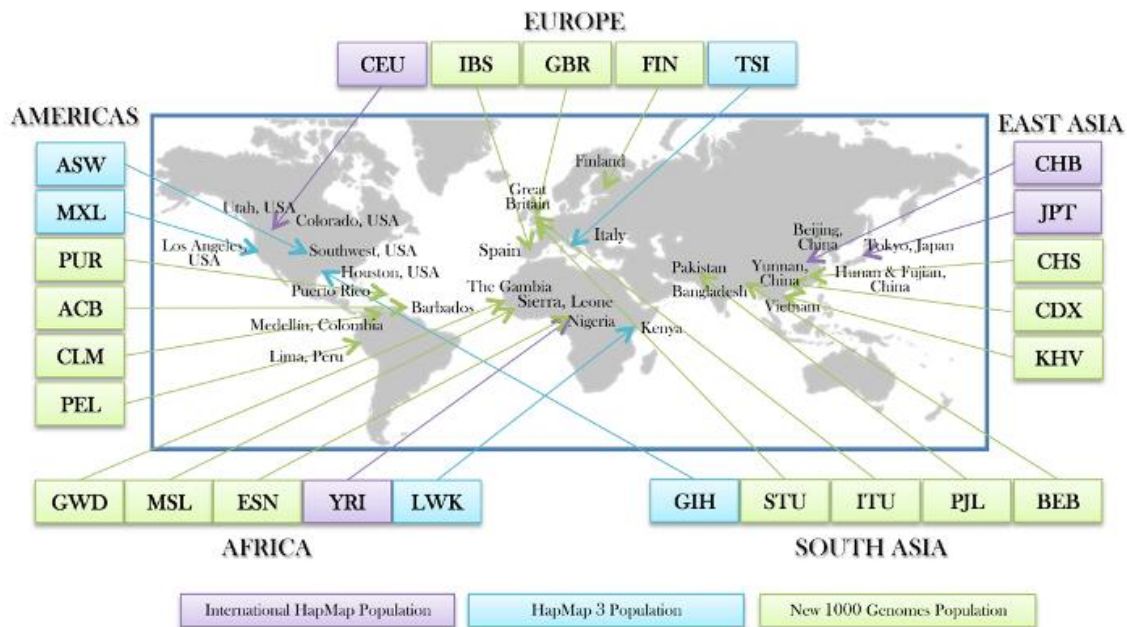 EUROPE
CEU
IBS
GBR
FIN
TSI
AMERICAS
ASW
MXL
PUR
ACB
CLM
PEL
EAST ASIA
CHB
JPT
CHS
CDX
KHV
Finland
Great
Britain
Utah, USA
Colorado, USA
Los Angeles
USA
Southwest, USA
Houston, USA
Spain
Italy
Beijing,
China
Tokyo, Japan
Pakistan
Yunnan,
China
Hunan & Fujian,
China
Bangladesh
Vietnam
Puerto Rico
Barbados
The Gambia
Sierra, Leone
Medellín, Colombia
Nigeria
Kenya
Lima, Peru
GWD
MSL
ESN
YRI
LWK
AFRICA
GIH
STU
ITU
PJL
BEB
SOUTH ASIA
International HapMap Population
HapMap 3 Population
New 1000 Genomes Population